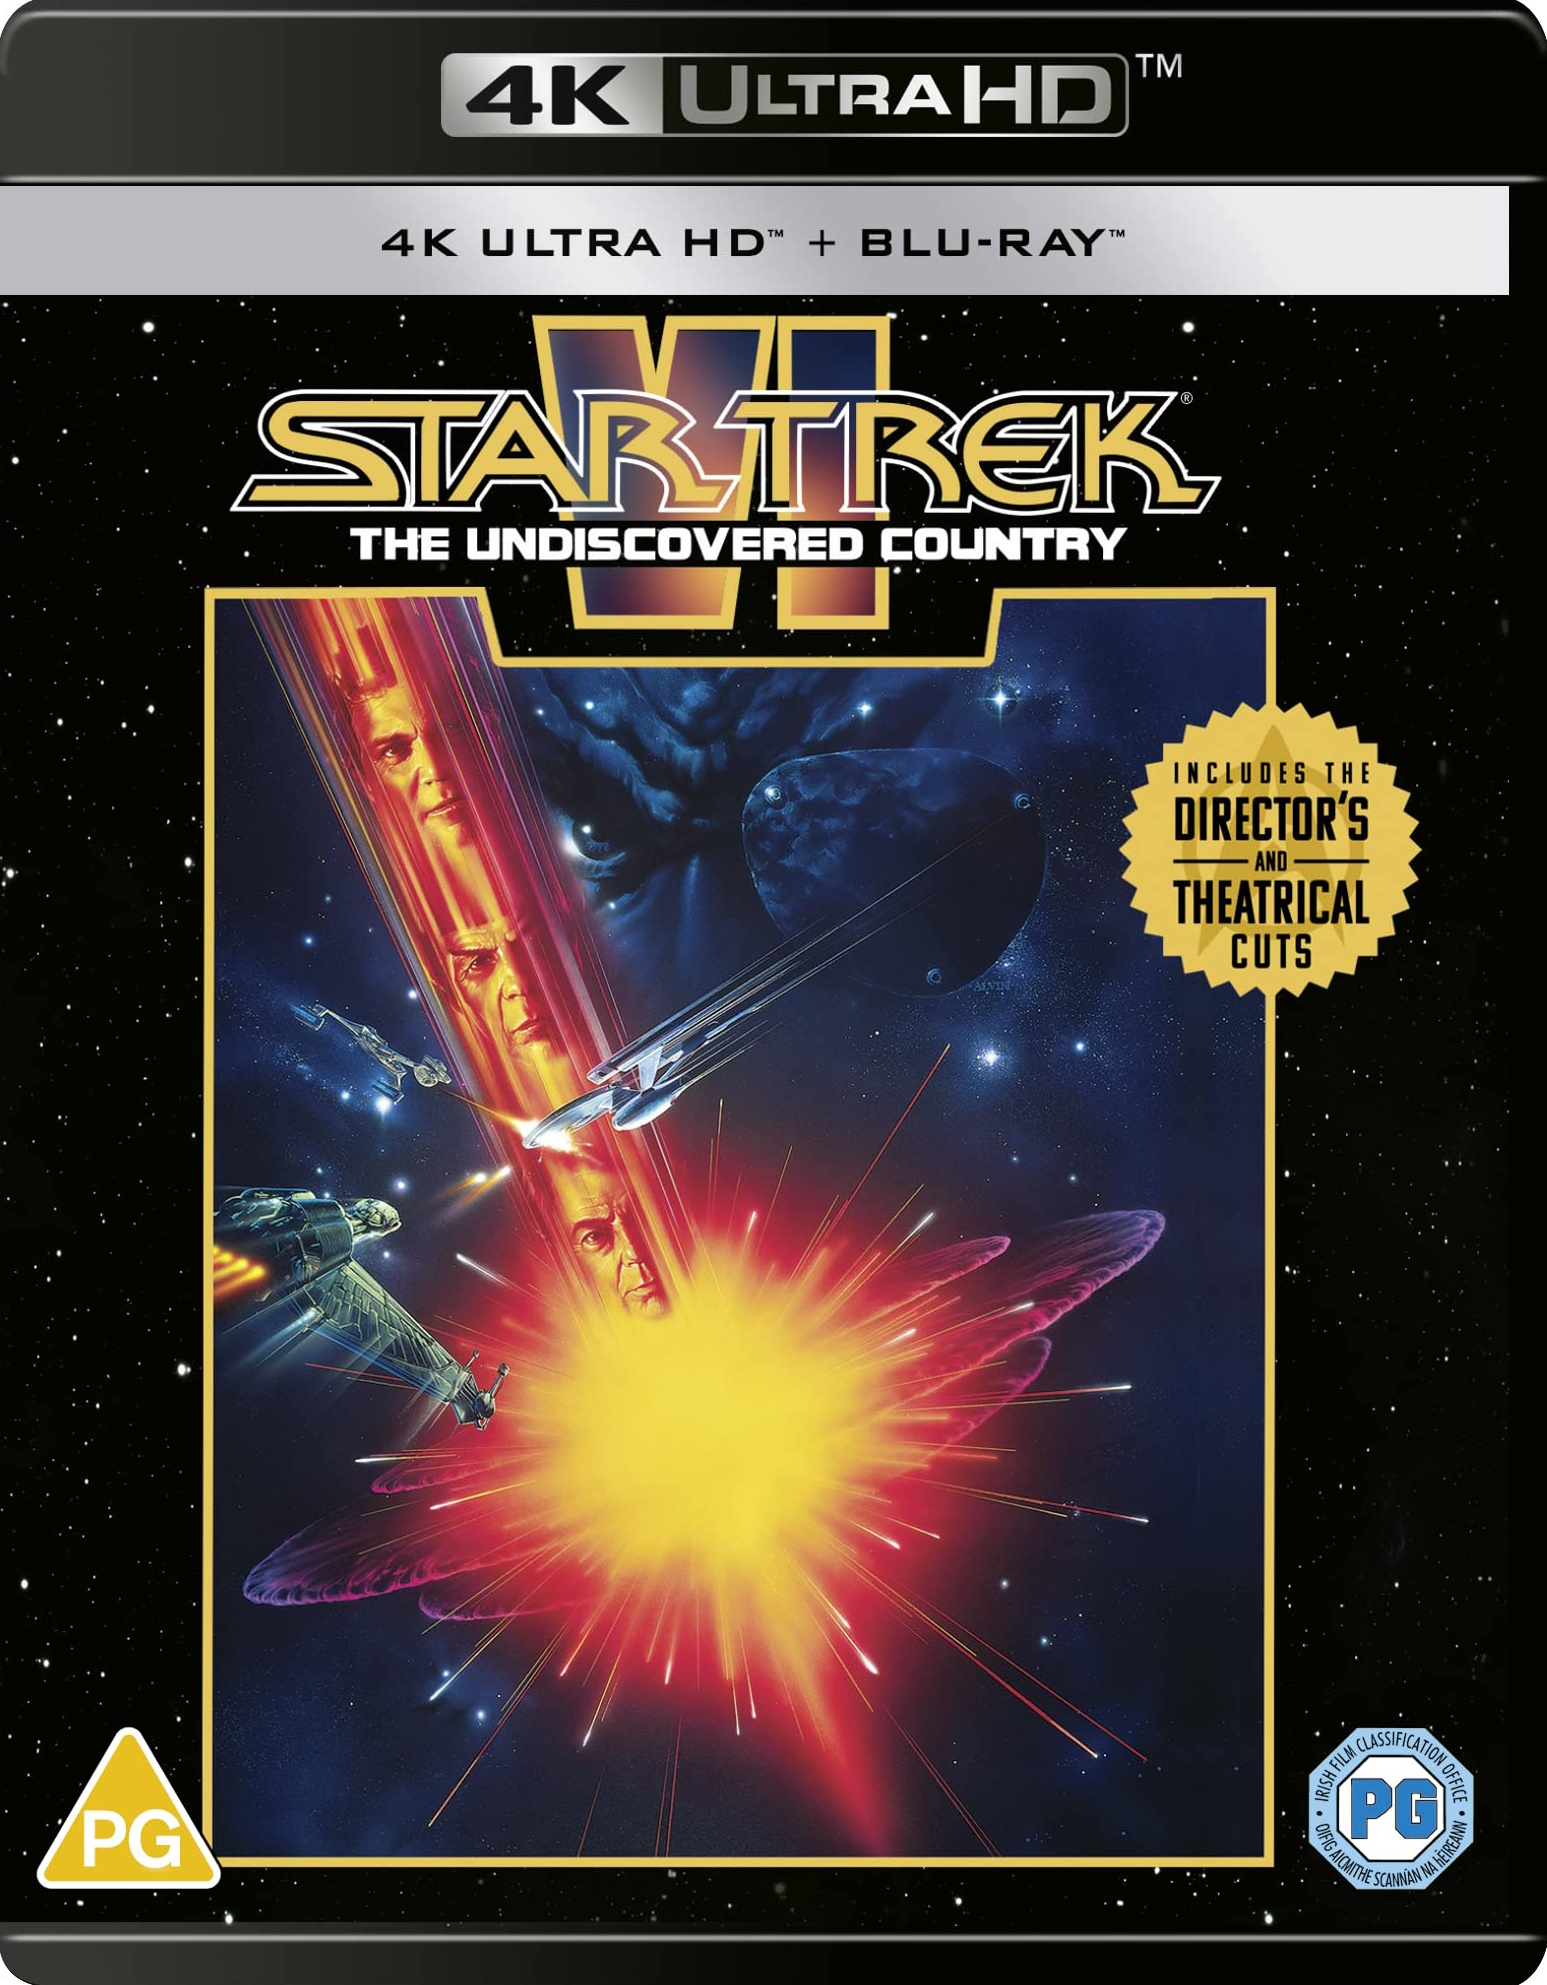 4K ULTRA HD™
4K ULTRA HD™ + BLU-RAY™
VI
STAR TREK®
THE UNDISCOVERED COUNTRY
INCLUDES THE
DIRECTOR'S
AND
THEATRICAL
CUTS
ALVIN
PG
IRISH FILM CLASSIFICATION OFFICE
PG
OIFIG AICMITHE SCANNÁN NA hÉIREANN